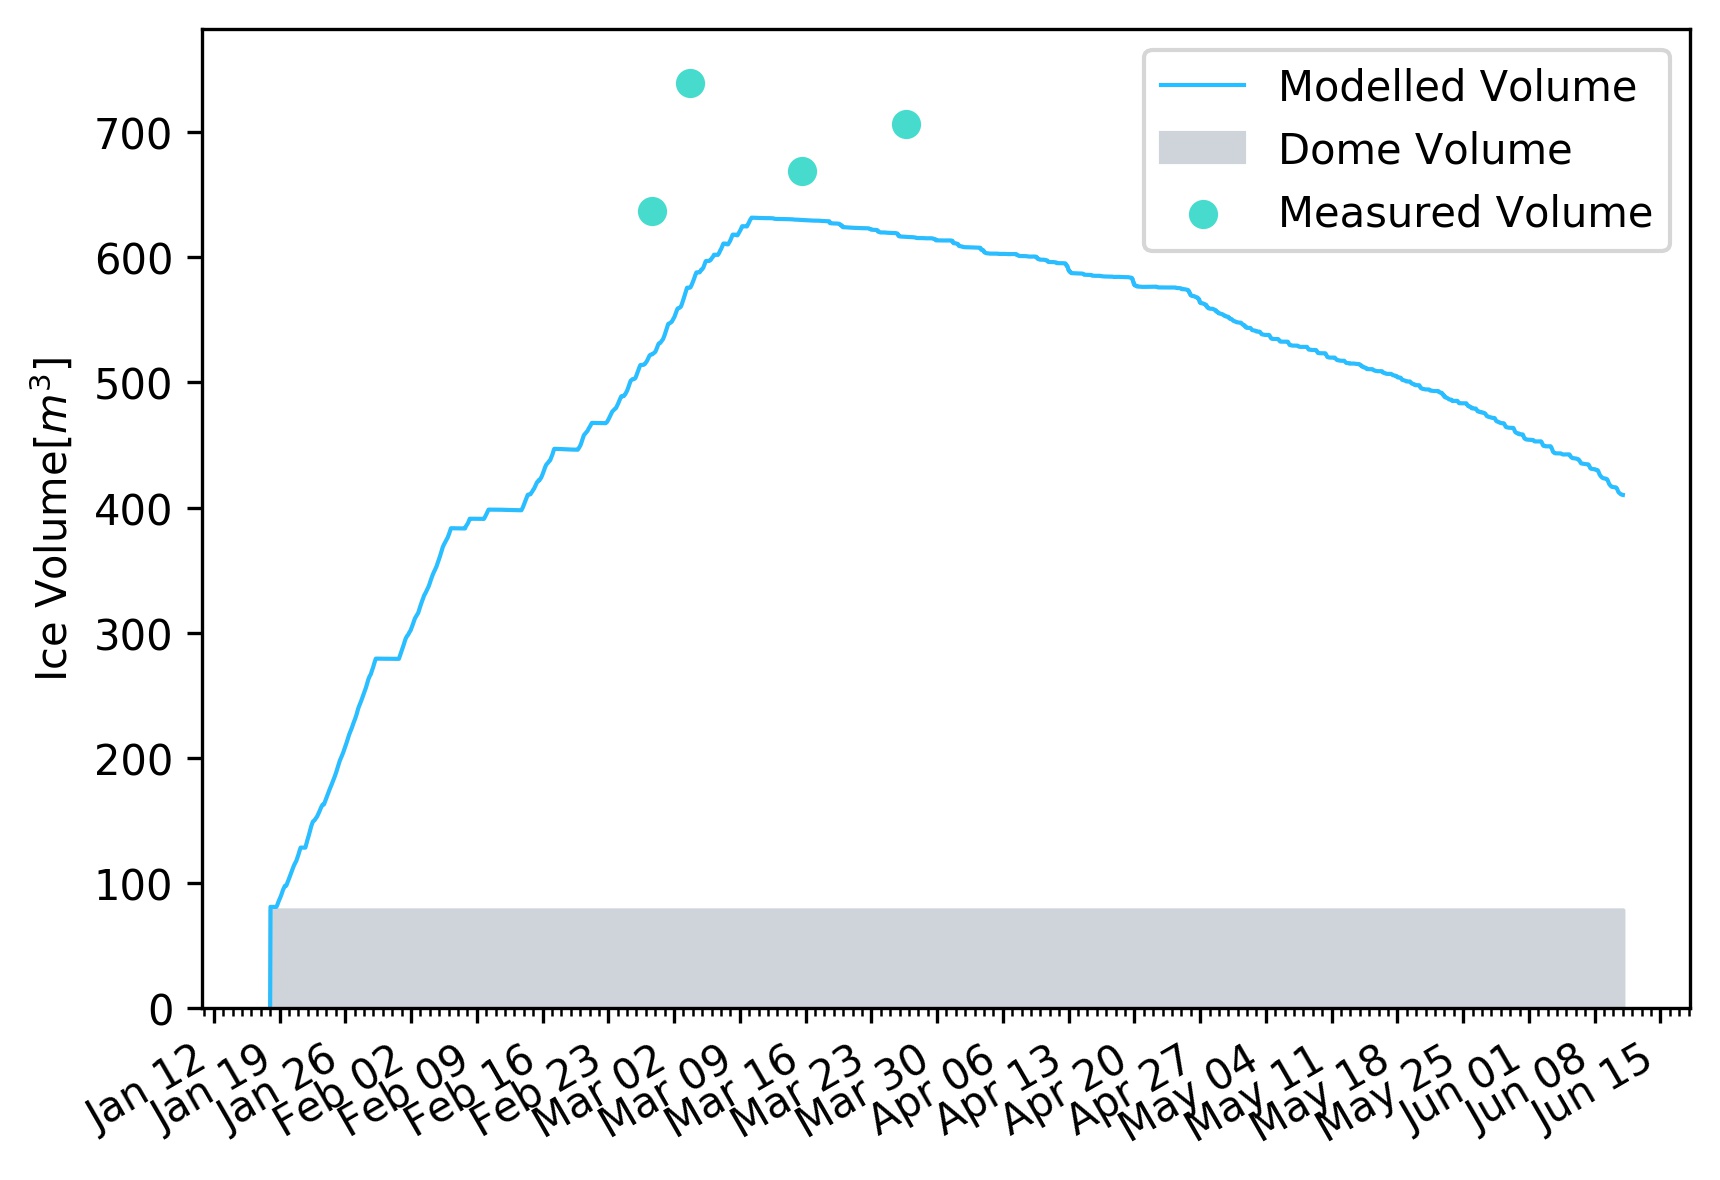 Modelled Volume
Dome Volume
Measured Volume
Ice Volume[m³]
700
600
500
400
300
200
100
0
Jan 12
Jan 19
Jan 26
Feb 02
Feb 09
Feb 16
Feb 23
Mar 02
Mar 09
Mar 16
Mar 23
Mar 30
Apr 06
Apr 13
Apr 20
Apr 27
May 04
May 11
May 18
May 25
Jun 01
Jun 08
Jun 15